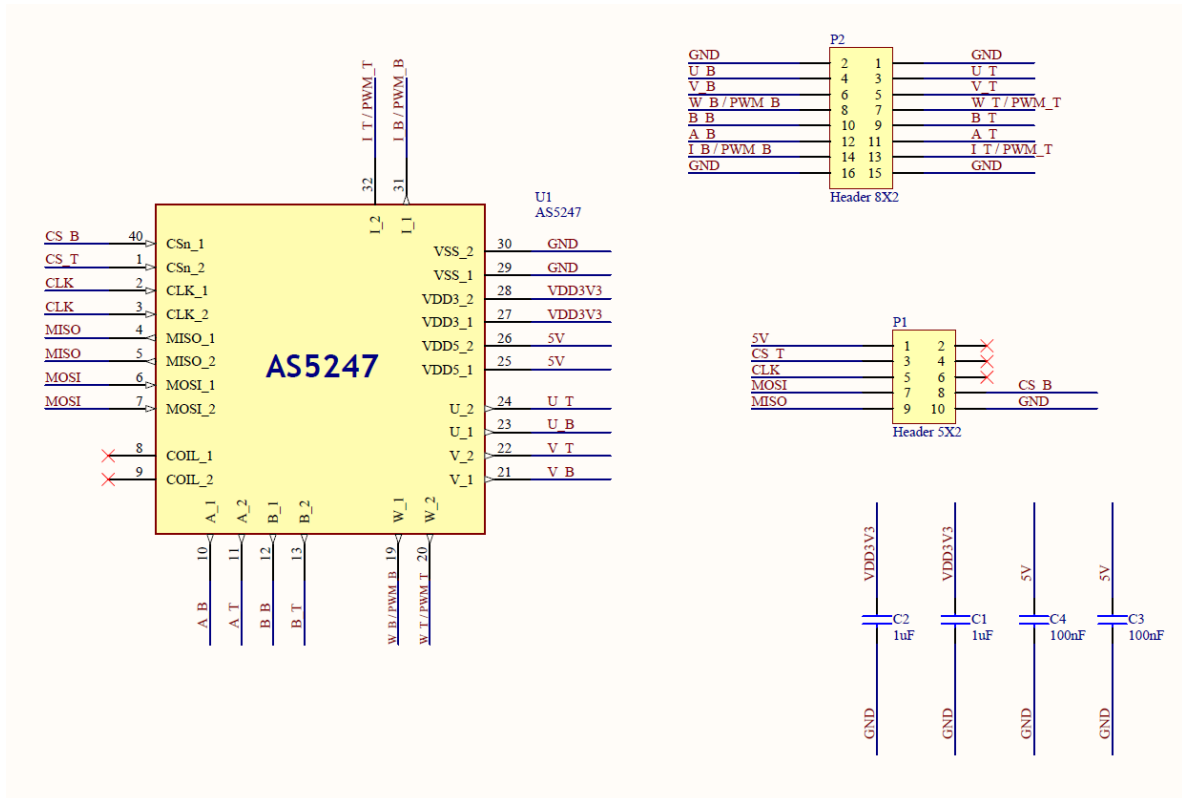 I_T / PWM_T
I_B / PWM_B
32
31
I_2
I_1
U1
AS5247
CS_B 40 CSn_1
CS_T 1 CSn_2
CLK 2 CLK_1
CLK 3 CLK_2
MISO 4 MISO_1
MISO 5 MISO_2
MOSI 6 MOSI_1
MOSI 7 MOSI_2
8 COIL_1
9 COIL_2
AS5247
VSS_2 30 GND
VSS_1 29 GND
VDD3_2 28 VDD3V3
VDD3_1 27 VDD3V3
VDD5_2 26 5V
VDD5_1 25 5V
U_2 24 U_T
U_1 23 U_B
V_2 22 V_T
V_1 21 V_B
A_1 10 A_B
A_2 11 A_T
B_1 12 B_B
B_2 13 B_T
W_1 19 W_B / PWM_B
W_2 20 W_T / PWM_T
P2
GND 2 1 GND
U_B 4 3 U_T
V_B 6 5 V_T
W_B / PWM_B 8 7 W_T / PWM_T
B_B 10 9 B_T
A_B 12 11 A_T
I_B / PWM_B 14 13 I_T / PWM_T
GND 16 15 GND
Header 8X2
P1
5V 1 2
CS_T 3 4
CLK 5 6
MOSI 7 8 CS_B
MISO 9 10 GND
Header 5X2
VDD3V3
C2
1uF
GND
VDD3V3
C1
1uF
GND
5V
C4
100nF
GND
5V
C3
100nF
GND